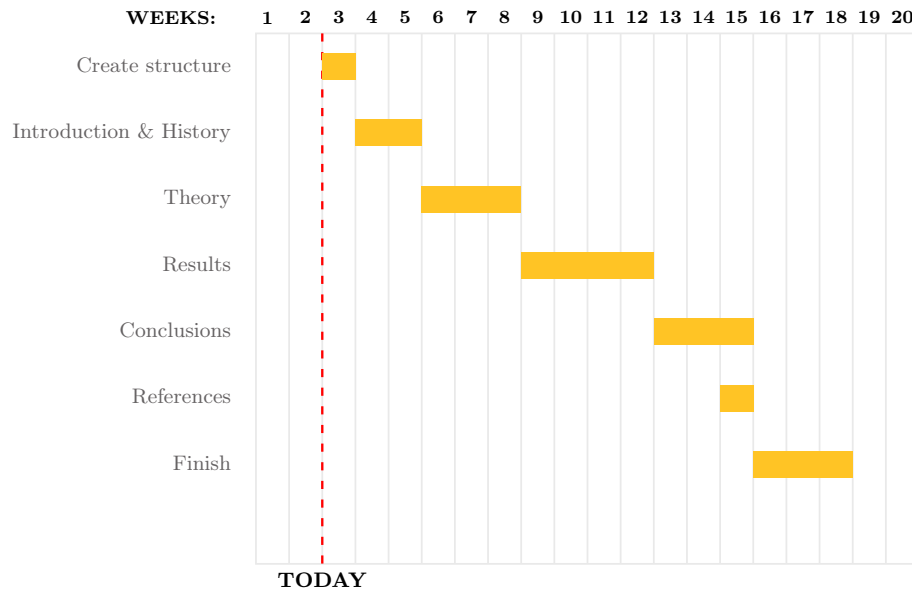 WEEKS: 1 2 3 4 5 6 7 8 9 10 11 12 13 14 15 16 17 18 19 20
Create structure
Introduction & History
Theory
Results
Conclusions
References
Finish
TODAY